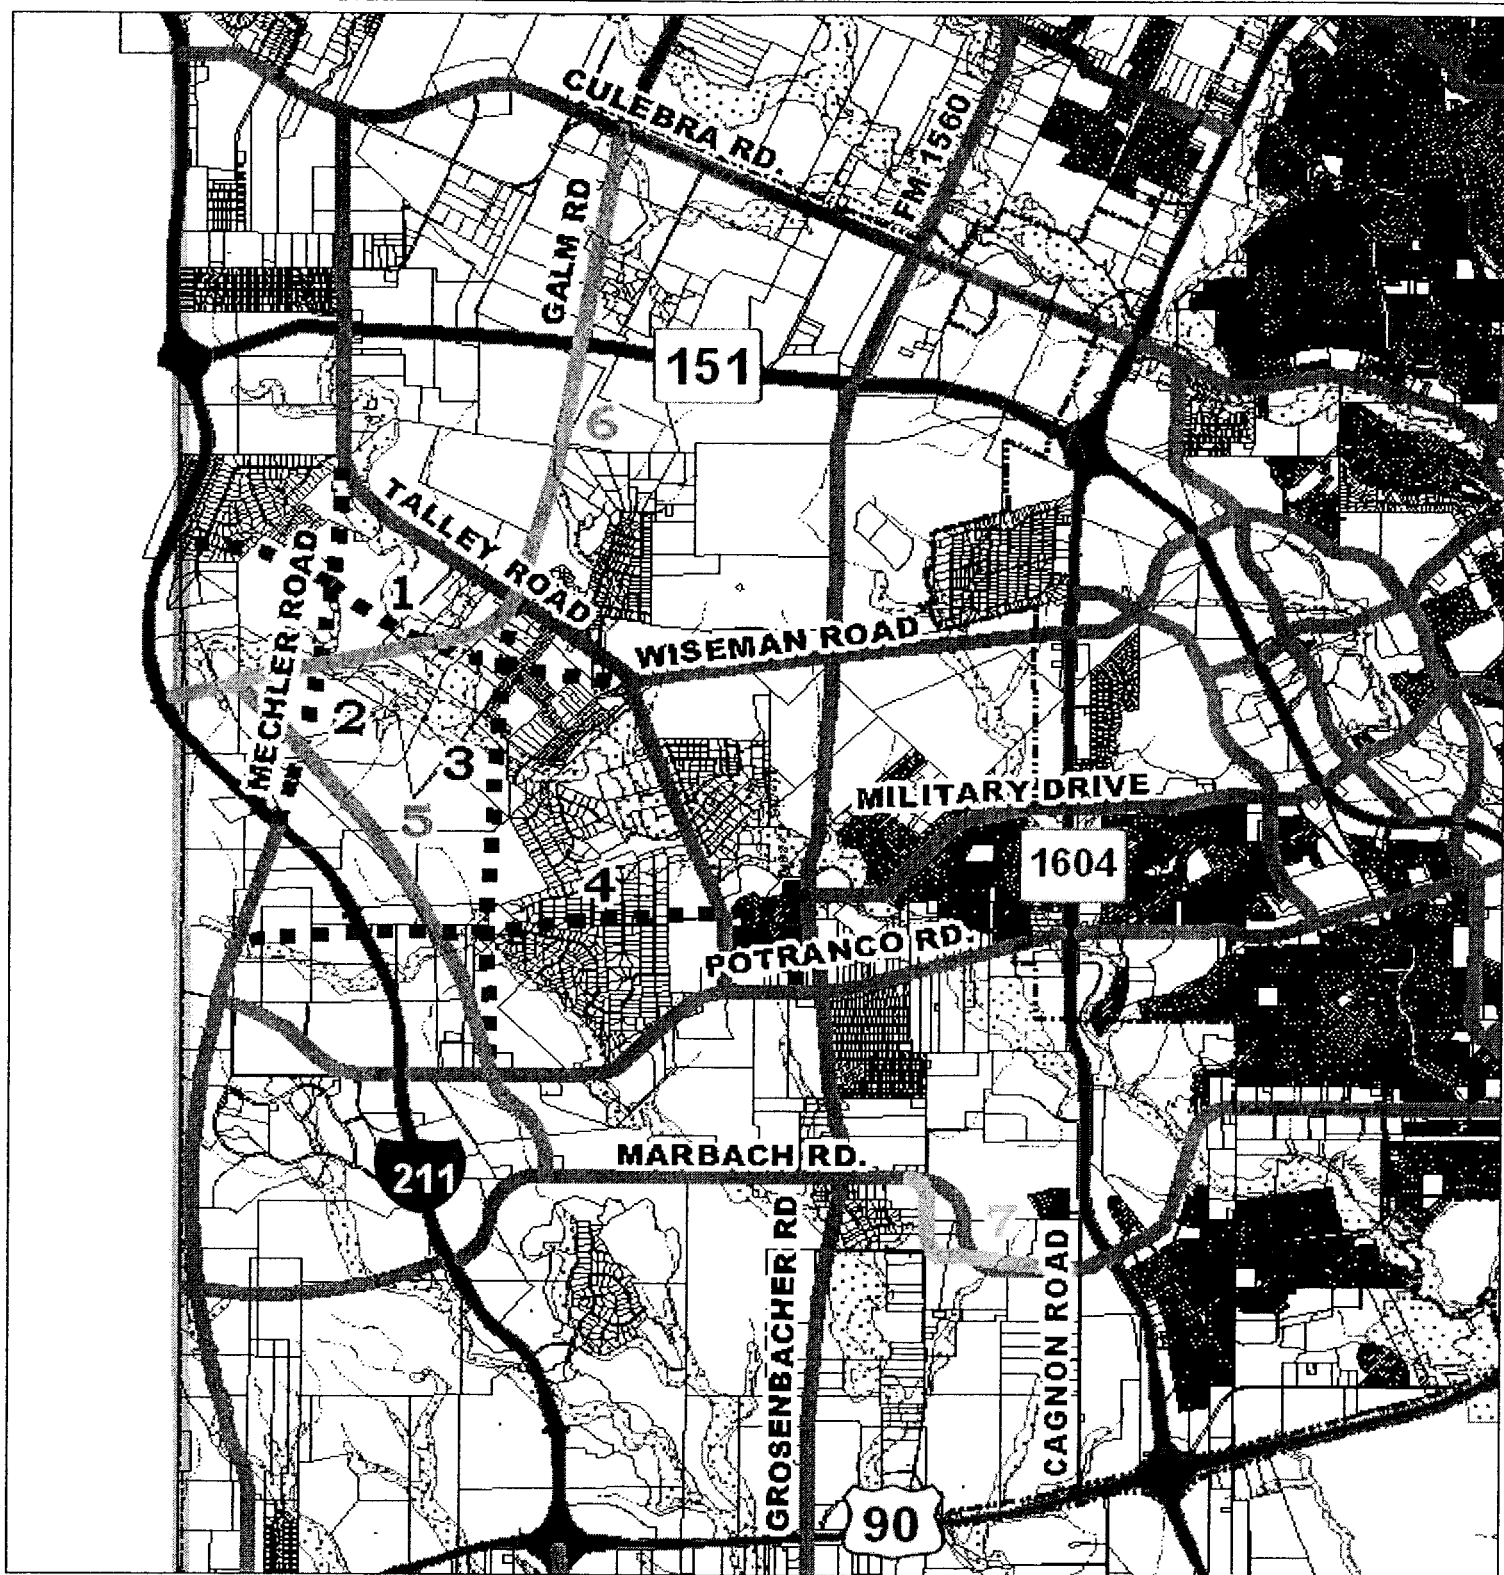 CULEBRA RD.
FM 1560
GALM RD
151
6
TALLEY ROAD
MECHLER ROAD
1
WISEMAN ROAD
2
3
5
MILITARY DRIVE
1604
4
POTRANCO RD.
MARBACH RD.
211
7
GROSENBACHER RD
CAGNON ROAD
90